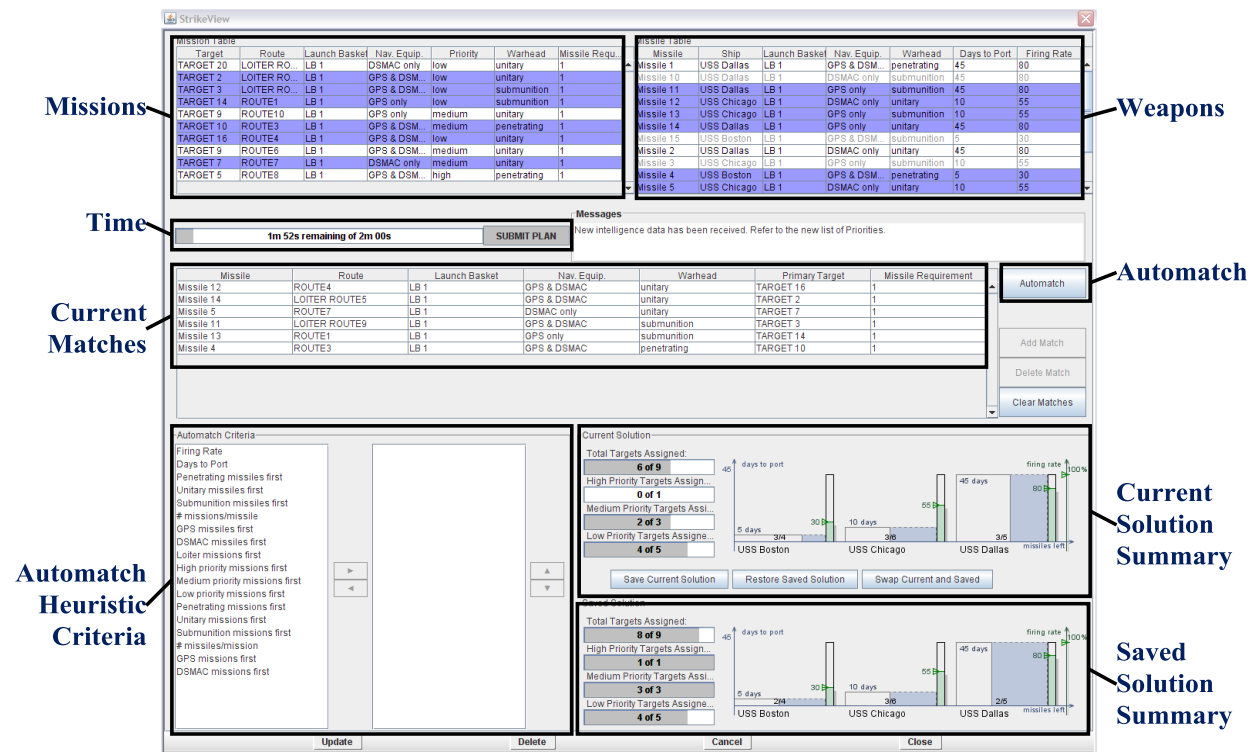 StrikeView
Missions
Mission Table
Target Route Launch Basket Nav. Equip. Priority Warhead Missile Requ...
TARGET 20 LOITER RO... LB 1 DSMAC only low unitary 1
TARGET 2 LOITER RO... LB 1 GPS & DSM... low unitary 1
TARGET 3 LOITER RO... LB 1 GPS & DSM... low submunition 1
TARGET 14 ROUTE1 LB 1 GPS only low submunition 1
TARGET 9 ROUTE10 LB 1 GPS only medium unitary 1
TARGET 10 ROUTE3 LB 1 GPS & DSM... medium penetrating 1
TARGET 16 ROUTE4 LB 1 GPS & DSM... low unitary 1
TARGET 9 ROUTE6 LB 1 GPS & DSM... medium unitary 1
TARGET 7 ROUTE7 LB 1 DSMAC only medium unitary 1
TARGET 5 ROUTE8 LB 1 GPS & DSM... high penetrating 1
Weapons
Missile Table
Missile Ship Launch Basket Nav. Equip. Warhead Days to Port Firing Rate
Missile 1 USS Dallas LB 1 GPS & DSM... penetrating 45 80
Missile 10 USS Dallas LB 1 DSMAC only submunition 45 80
Missile 11 USS Dallas LB 1 GPS only submunition 45 80
Missile 12 USS Chicago LB 1 DSMAC only unitary 10 55
Missile 13 USS Chicago LB 1 GPS only submunition 10 55
Missile 14 USS Dallas LB 1 GPS only unitary 45 80
Missile 15 USS Boston LB 1 GPS & DSM... submunition 5 30
Missile 2 USS Dallas LB 1 DSMAC only unitary 45 80
Missile 3 USS Chicago LB 1 GPS only submunition 10 55
Missile 4 USS Boston LB 1 GPS & DSM... penetrating 5 30
Missile 5 USS Chicago LB 1 DSMAC only unitary 10 55
Time
1m 52s remaining of 2m 00s
SUBMIT PLAN
Messages
New intelligence data has been received. Refer to the new list of Priorities.
Current
Matches
Missile Route Launch Basket Nav. Equip. Warhead Primary Target Missile Requirement
Missile 12 ROUTE4 LB 1 GPS & DSMAC unitary TARGET 16 1
Missile 14 LOITER ROUTE5 LB 1 GPS & DSMAC unitary TARGET 2 1
Missile 5 ROUTE7 LB 1 DSMAC only unitary TARGET 7 1
Missile 11 LOITER ROUTE9 LB 1 GPS & DSMAC submunition TARGET 3 1
Missile 13 ROUTE1 LB 1 GPS only submunition TARGET 14 1
Missile 4 ROUTE3 LB 1 GPS & DSMAC penetrating TARGET 10 1
Automatch
Automatch
Add Match
Delete Match
Clear Matches
Automatch
Heuristic
Criteria
Automatch Criteria
Firing Rate
Days to Port
Penetrating missiles first
Unitary missiles first
Submunition missiles first
# missions/missile
GPS missiles first
DSMAC missiles first
Loiter missions first
High priority missions first
Medium priority missions first
Low priority missions first
Penetrating missions first
Unitary missions first
Submunition missions first
# missiles/mission
GPS missions first
DSMAC missions first
Current Solution
Total Targets Assigned:
6 of 9
High Priority Targets Assign...
0 of 1
Medium Priority Targets Assi...
2 of 3
Low Priority Targets Assigne...
4 of 5
45 days to port firing rate 100%
5 days 30 10 days 55 45 days 80
3/4 3/6 3/5 missiles left
USS Boston USS Chicago USS Dallas
Save Current Solution Restore Saved Solution Swap Current and Saved
Current
Solution
Summary
Saved Solution
Total Targets Assigned:
8 of 9
High Priority Targets Assign...
1 of 1
Medium Priority Targets Assi...
3 of 3
Low Priority Targets Assigne...
4 of 5
45 days to port firing rate 100%
5 days 30 10 days 55 45 days 80
2/4 3/6 2/5 missiles left
USS Boston USS Chicago USS Dallas
Saved
Solution
Summary
Update Delete Cancel Close